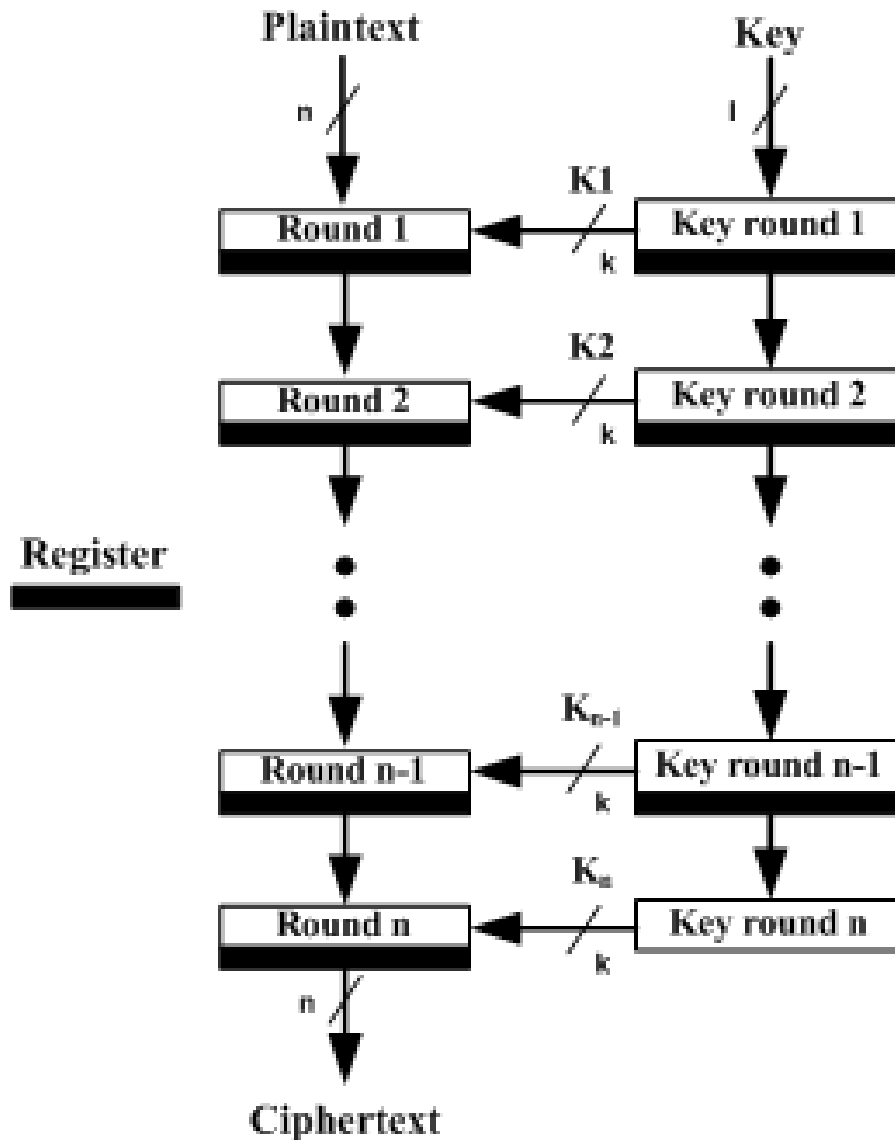 Plaintext Key
n l
K1
Round 1 Key round 1
k
K2
Round 2 Key round 2
k
Register
Kₙ₋₁
Round n-1 Key round n-1
k
Kₙ
Round n Key round n
n k
Ciphertext